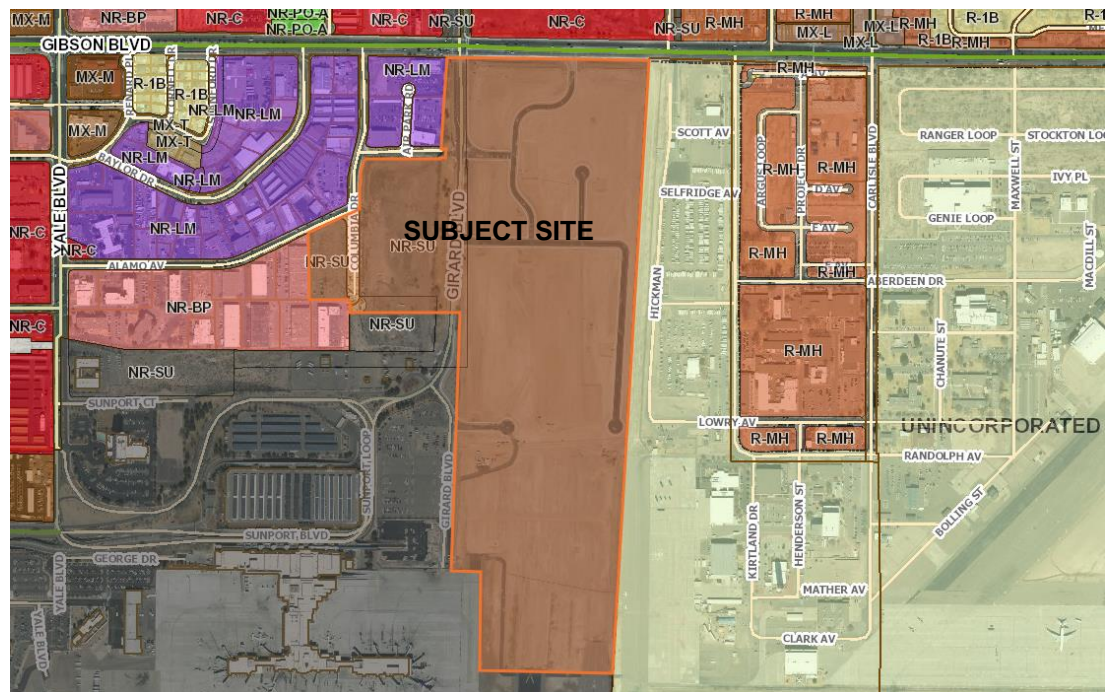 MX-M
NR-BP
NR-C
NR-PO-A
NR-PO-A
NR-C
NR-SU
NR-C
NR-SU
R-MH
R-MH
MX-L
MX-L
MX-L
R-MH
R-1B
R-MH
R-1B
R-1
GIBSON BLVD
MX-M
R-1B
R-1B
NR-LM
NR-LM
NR-LM
NR-LM
R-MH
MX-M
MX-T
MX-T
NR-LM
BAYLOR DR
NR-LM
AIR PARK RD
SCOTT AV
RANGER LOOP
STOCKTON LOO
MAXWELL ST
YALE BLVD
NR-LM
COLUMBIA DR
SELFRIDGE AV
R-MH
R-MH
ARGUS LOOP
PROJECT DR
D AV
E AV
CARLISLE BLVD
IVY PL
GENIE LOOP
NR-C
NR-C
SUBJECT SITE
NR-SU
NR-SU
GIRARD BLVD
R-MH
R-MH
MACDILL ST
ALAMO AV
ABERDEEN DR
HICKMAN
NR-BP
NR-C
NR-SU
R-MH
CHANUTE ST
NR-SU
SUNPORT CT
LOWRY AV
UNINCORPORATED
R-MH
R-MH
RANDOLPH AV
SUNPORT LOOP
GIRARD BLVD
BOLLING ST
SUNPORT BLVD
GEORGE DR
KIRTLAND DR
HENDERSON ST
YALE BLVD
YALE BLVD
MATHER AV
CLARK AV